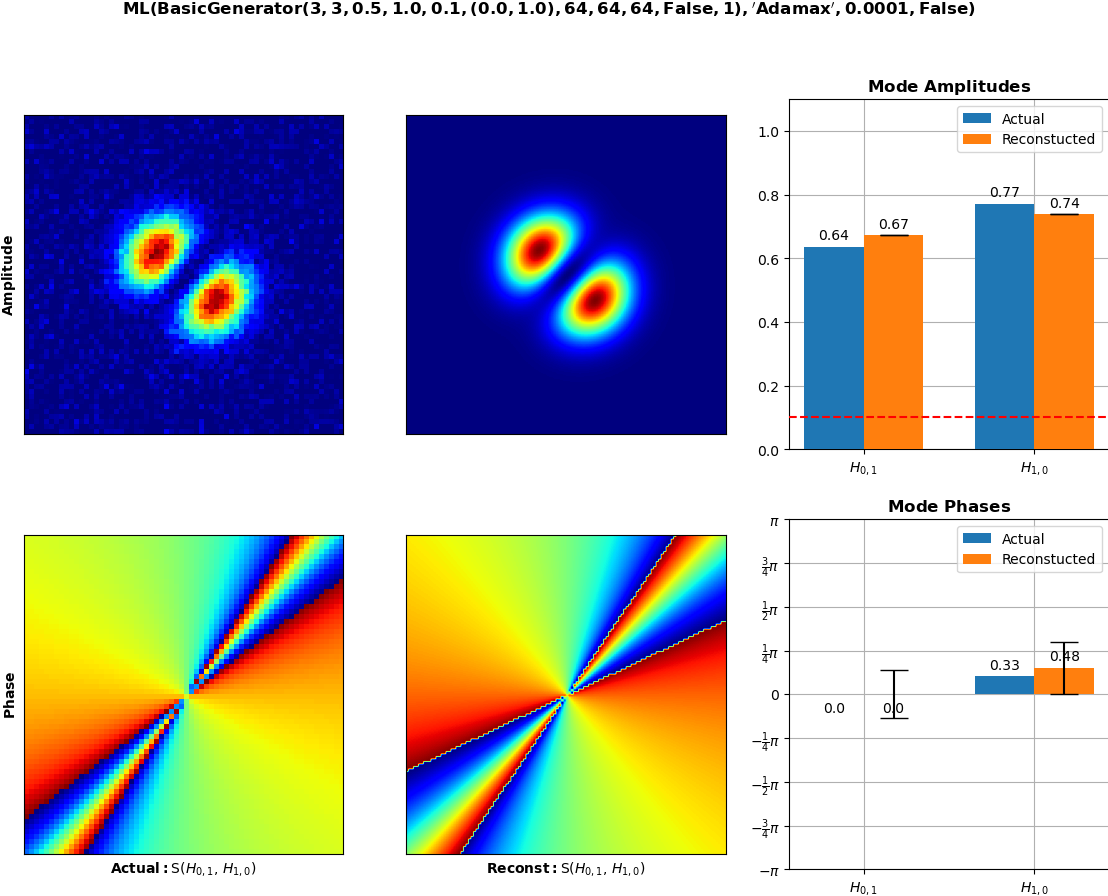 ML(BasicGenerator(3, 3, 0.5, 1.0, 0.1, (0.0, 1.0), 64, 64, 64, False, 1), ′Adamax′, 0.0001, False)
Amplitude
Mode Amplitudes
Actual
Reconstucted
1.0
0.8
0.6
0.4
0.2
0.0
0.64
0.67
0.77
0.74
H0, 1
H1, 0
Phase
Actual: S(H0, 1, H1, 0)
Reconst: S(H0, 1, H1, 0)
Mode Phases
Actual
Reconstucted
π
3/4π
1/2π
1/4π
0
−1/4π
−1/2π
−3/4π
−π
0.0
0.0
0.33
0.48
H0, 1
H1, 0